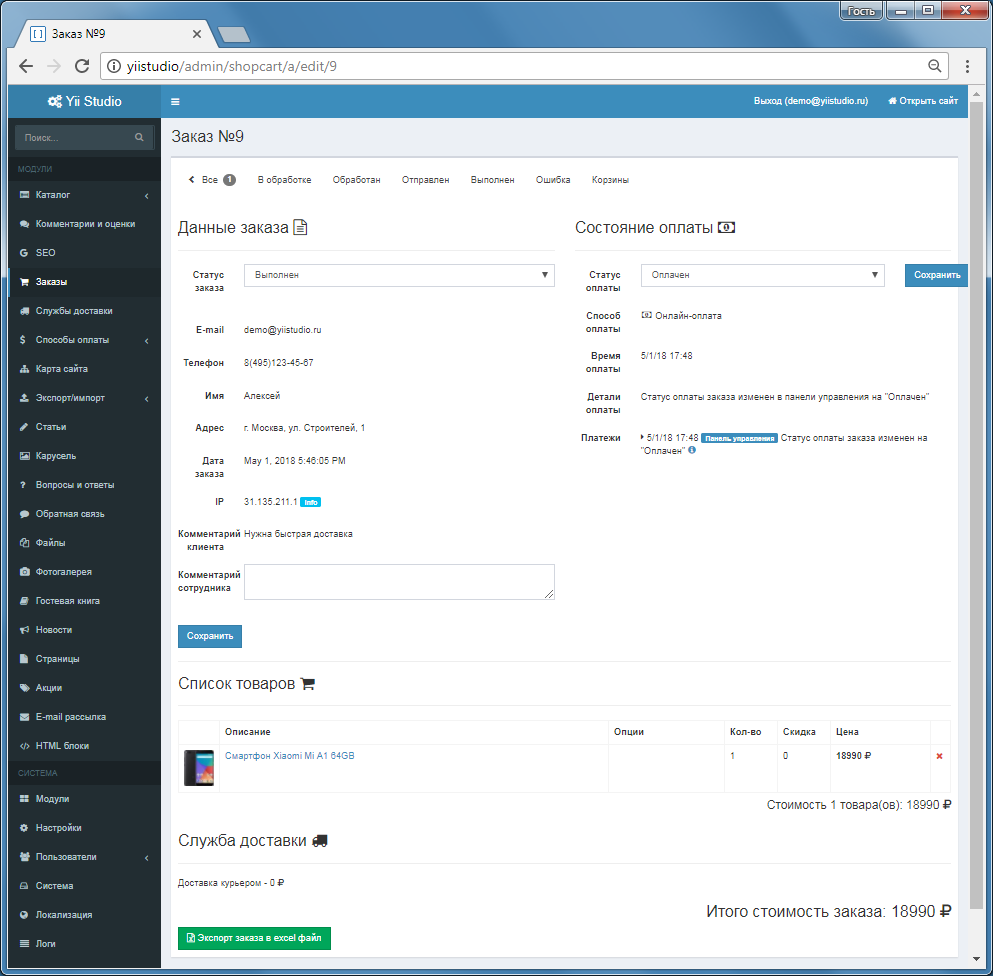 Гость
Заказ №9
yiistudio/admin/shopcart/a/edit/9
Yii Studio
Выход (demo@yiistudio.ru)
Открыть сайт
Поиск...
МОДУЛИ
Каталог
Комментарии и оценки
SEO
Заказы
Службы доставки
Способы оплаты
Карта сайта
Экспорт/импорт
Статьи
Карусель
Вопросы и ответы
Обратная связь
Файлы
Фотогалерея
Гостевая книга
Новости
Страницы
Акции
E-mail рассылка
HTML блоки
СИСТЕМА
Модули
Настройки
Пользователи
Система
Локализация
Логи
Заказ №9
Все 1 В обработке Обработан Отправлен Выполнен Ошибка Корзины
Данные заказа
Статус заказа
Выполнен
E-mail demo@yiistudio.ru
Телефон 8(495)123-45-67
Имя Алексей
Адрес г. Москва, ул. Строителей, 1
Дата заказа
May 1, 2018 5:46:05 PM
IP 31.135.211.1 Info
Комментарий клиента
Нужна быстрая доставка
Комментарий сотрудника
Сохранить
Состояние оплаты
Статус оплаты
Оплачен
Сохранить
Способ оплаты
Онлайн-оплата
Время оплаты
5/1/18 17:48
Детали оплаты
Статус оплаты заказа изменен в панели управления на "Оплачен"
Платежи
5/1/18 17:48 Панель управления Статус оплаты заказа изменен на
"Оплачен"
Список товаров
Описание Опции Кол-во Скидка Цена
Смартфон Xiaomi Mi A1 64GB 1 0 18990 ₽
Стоимость 1 товара(ов): 18990 ₽
Служба доставки
Доставка курьером - 0 ₽
Итого стоимость заказа: 18990 ₽
Экспорт заказа в excel файл